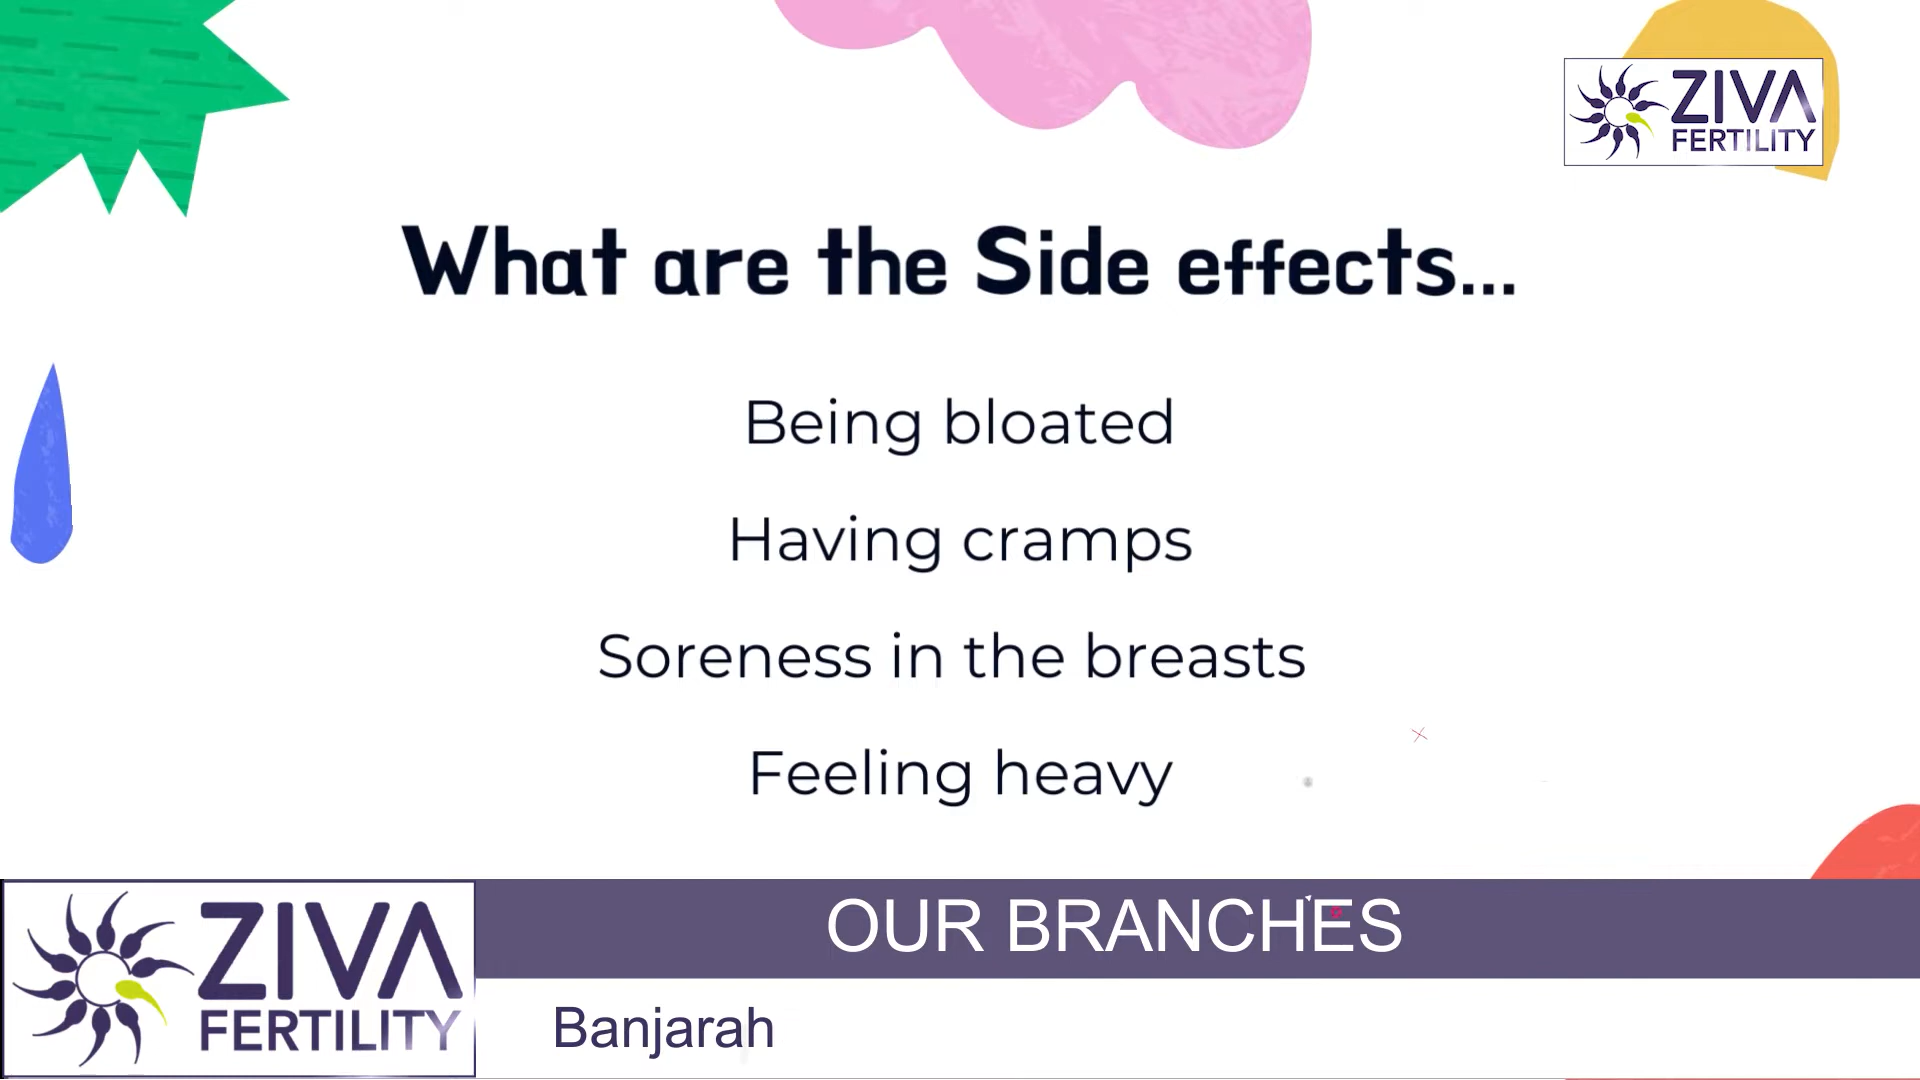 ZIVA
FERTILITY
What are the Side effects...
Being bloated
Having cramps
Soreness in the breasts
Feeling heavy
ZIVA
FERTILITY
OUR BRANCHES
Banjarah